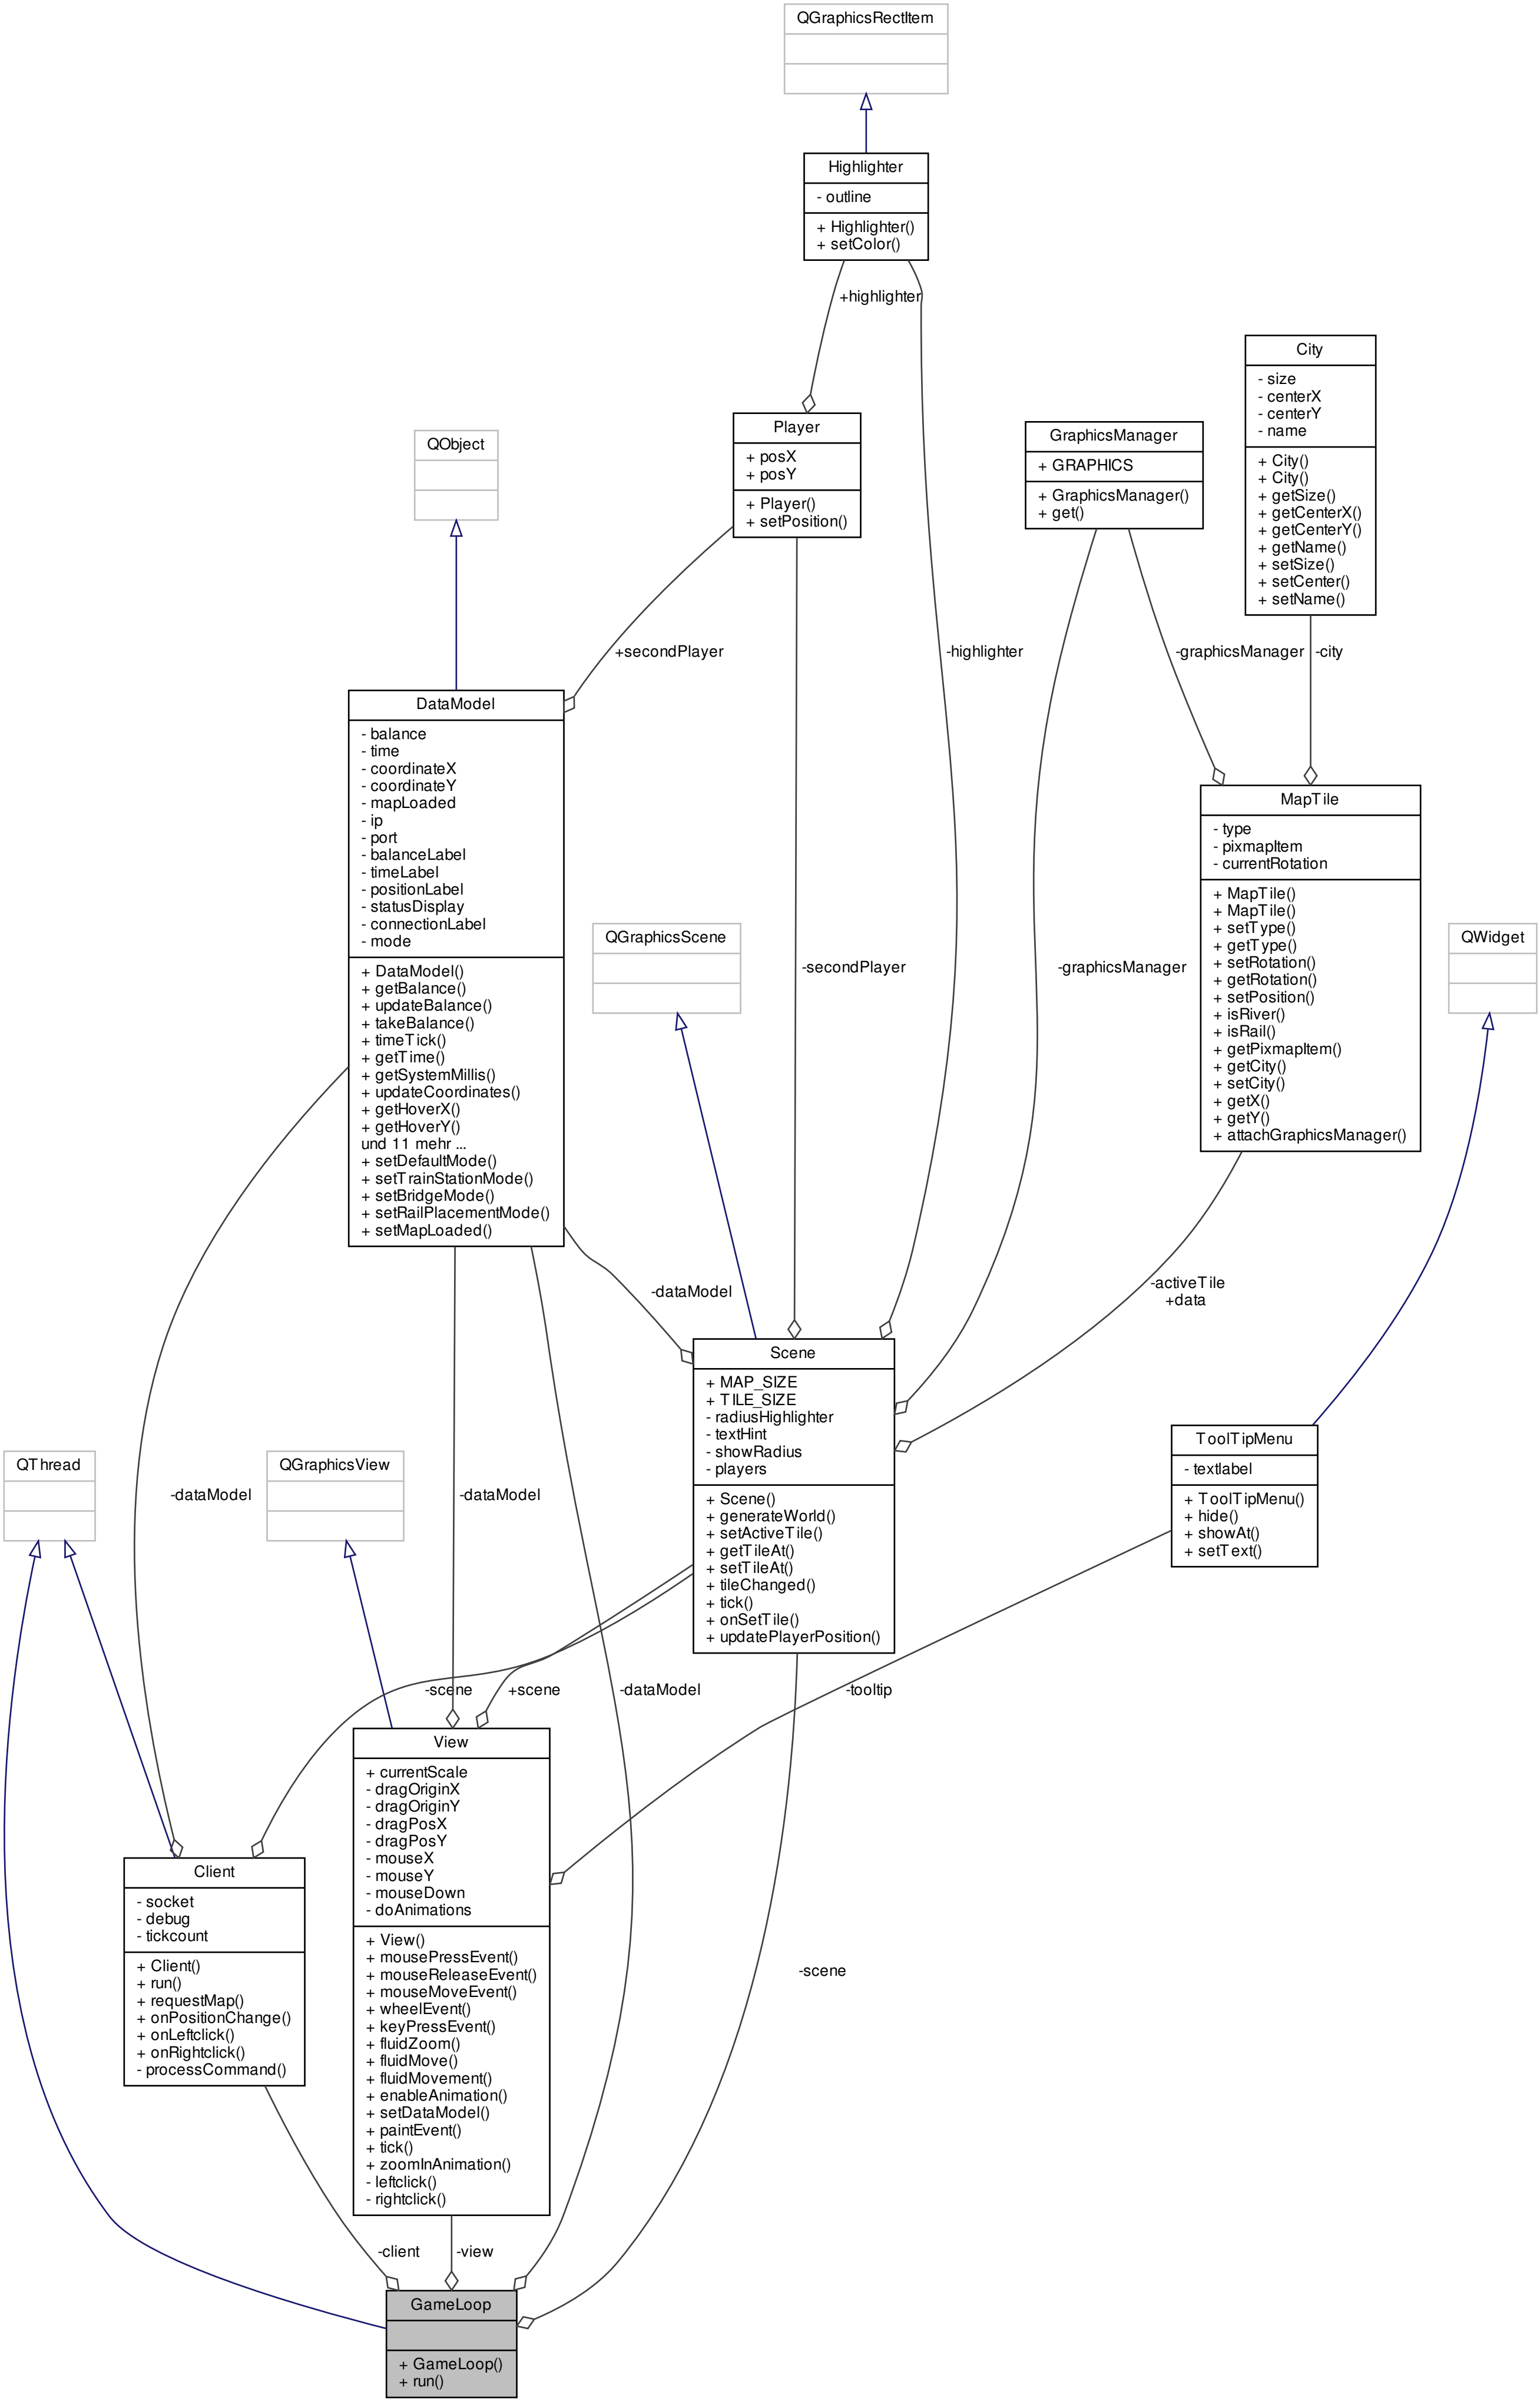 QGraphicsRectItem
Highlighter
- outline
+ Highlighter()
+ setColor()
+highlighter
City
- size
- centerX
- centerY
- name
+ City()
+ City()
+ getSize()
+ getCenterX()
+ getCenterY()
+ getName()
+ setSize()
+ setCenter()
+ setName()
Player
+ posX
+ posY
+ Player()
+ setPosition()
GraphicsManager
+ GRAPHICS
+ GraphicsManager()
+ get()
QObject
+secondPlayer
-highlighter
-graphicsManager
-city
DataModel
- balance
- time
- coordinateX
- coordinateY
- mapLoaded
- ip
- port
- balanceLabel
- timeLabel
- positionLabel
- statusDisplay
- connectionLabel
- mode
+ DataModel()
+ getBalance()
+ updateBalance()
+ takeBalance()
+ timeTick()
+ getTime()
+ getSystemMillis()
+ updateCoordinates()
+ getHoverX()
+ getHoverY()
und 11 mehr ...
+ setDefaultMode()
+ setTrainStationMode()
+ setBridgeMode()
+ setRailPlacementMode()
+ setMapLoaded()
MapTile
- type
- pixmapItem
- currentRotation
+ MapTile()
+ MapTile()
+ setType()
+ getType()
+ setRotation()
+ getRotation()
+ setPosition()
+ isRiver()
+ isRail()
+ getPixmapItem()
+ getCity()
+ setCity()
+ getX()
+ getY()
+ attachGraphicsManager()
QGraphicsScene
QWidget
-secondPlayer
-graphicsManager
-dataModel
-activeTile
+data
Scene
+ MAP_SIZE
+ TILE_SIZE
- radiusHighlighter
- textHint
- showRadius
- players
+ Scene()
+ generateWorld()
+ setActiveTile()
+ getTileAt()
+ setTileAt()
+ tileChanged()
+ tick()
+ onSetTile()
+ updatePlayerPosition()
ToolTipMenu
- textlabel
+ ToolTipMenu()
+ hide()
+ showAt()
+ setText()
QThread
QGraphicsView
-dataModel
-dataModel
-scene
+scene
-dataModel
-tooltip
View
+ currentScale
- dragOriginX
- dragOriginY
- dragPosX
- dragPosY
- mouseX
- mouseY
- mouseDown
- doAnimations
+ View()
+ mousePressEvent()
+ mouseReleaseEvent()
+ mouseMoveEvent()
+ wheelEvent()
+ keyPressEvent()
+ fluidZoom()
+ fluidMove()
+ fluidMovement()
+ enableAnimation()
+ setDataModel()
+ paintEvent()
+ tick()
+ zoomInAnimation()
- leftclick()
- rightclick()
Client
- socket
- debug
- tickcount
+ Client()
+ run()
+ requestMap()
+ onPositionChange()
+ onLeftclick()
+ onRightclick()
- processCommand()
-scene
-client
-view
GameLoop
+ GameLoop()
+ run()